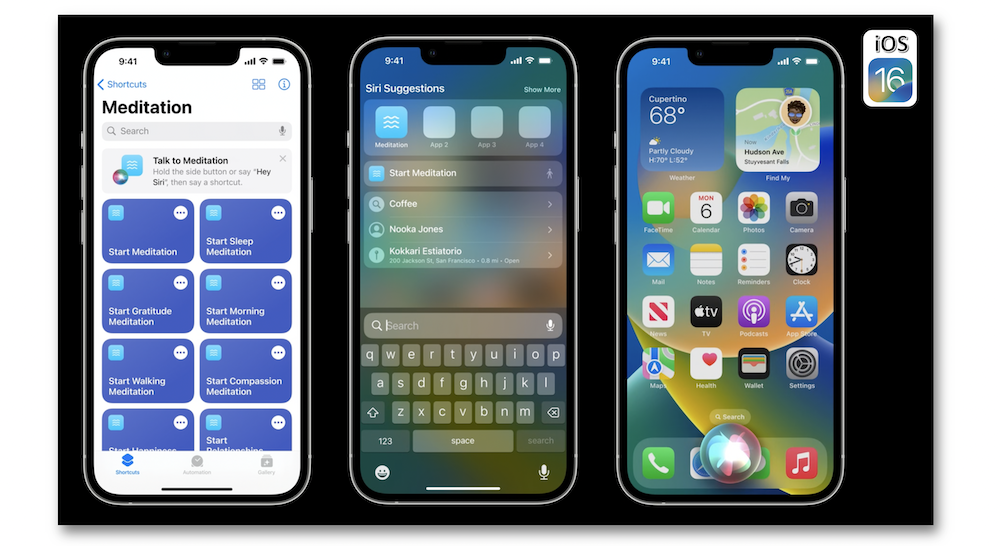 9:41
Shortcuts
Meditation
Search
Talk to Meditation
Hold the side button or say "Hey
Siri", then say a shortcut.
Start Meditation
Start Sleep
Meditation
Start Gratitude
Meditation
Start Morning
Meditation
Start Walking
Meditation
Start Compassion
Meditation
Start Happiness
Start
Relationships
Shortcuts
Automation
Gallery
9:41
Siri Suggestions
Show More
Meditation
App 2
App 3
App 4
Start Meditation
Coffee
Nooka Jones
Kokkari Estiatorio
200 Jackson St, San Francisco • 0.8 mi • Open
Search
q w e r t y u i o p
a s d f g h j k l
z x c v b n m
123
space
search
9:41
Cupertino
68°
Partly Cloudy
H:70° L:52°
Weather
Now
Hudson Ave
Stuyvesant Falls
Find My
MON
6
FaceTime
Calendar
Photos
Camera
Mail
Notes
Reminders
Clock
tv
News
TV
Podcasts
App Store
Maps
Health
Wallet
Settings
Search
iOS
16